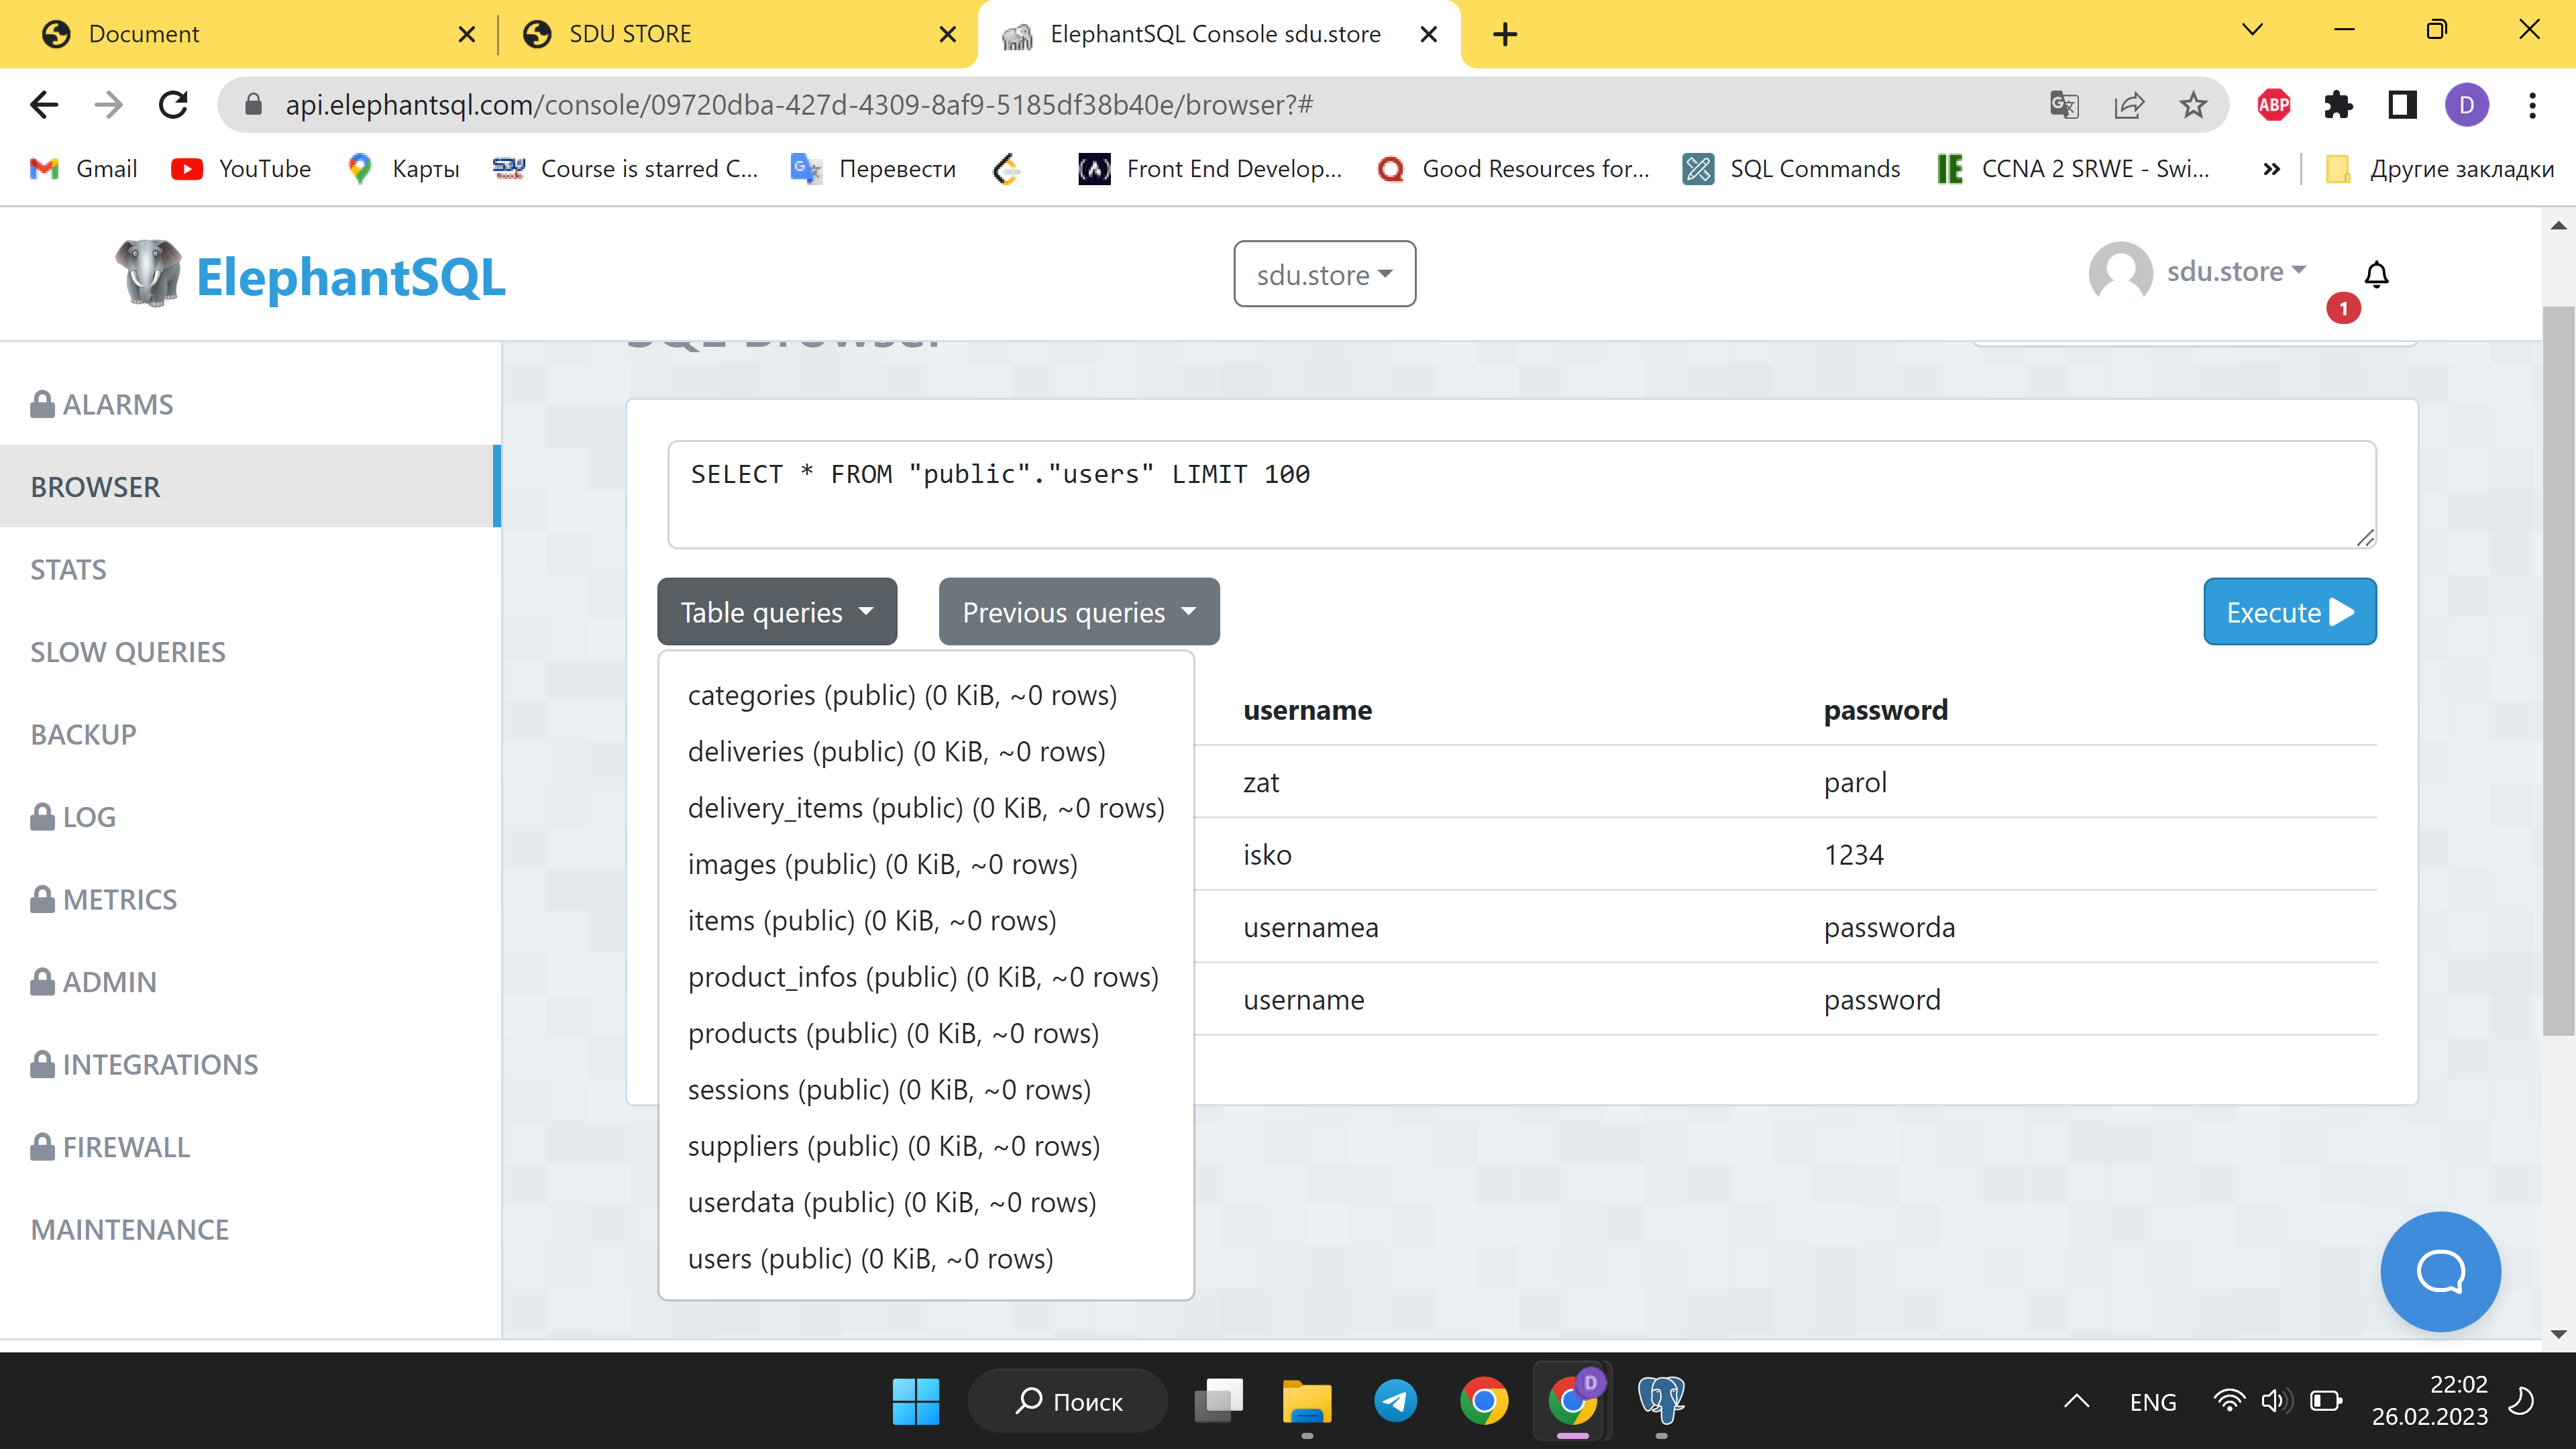 Document
SDU STORE
ElephantSQL Console sdu.store
api.elephantsql.com/console/09720dba-427d-4309-8af9-5185df38b40e/browser?#
ABP
D
Gmail
YouTube
Карты
Course is starred C...
Перевести
Front End Develop...
Good Resources for...
SQL Commands
CCNA 2 SRWE - Swi...
»
Другие закладки
ElephantSQL
sdu.store
sdu.store
1
SQL Browser
ALARMS
BROWSER
STATS
SLOW QUERIES
BACKUP
LOG
METRICS
ADMIN
INTEGRATIONS
FIREWALL
MAINTENANCE
SELECT * FROM "public"."users" LIMIT 100
Table queries
Previous queries
Execute
categories (public) (0 KiB, ~0 rows)
deliveries (public) (0 KiB, ~0 rows)
delivery_items (public) (0 KiB, ~0 rows)
images (public) (0 KiB, ~0 rows)
items (public) (0 KiB, ~0 rows)
product_infos (public) (0 KiB, ~0 rows)
products (public) (0 KiB, ~0 rows)
sessions (public) (0 KiB, ~0 rows)
suppliers (public) (0 KiB, ~0 rows)
userdata (public) (0 KiB, ~0 rows)
users (public) (0 KiB, ~0 rows)
username password
zat parol
isko 1234
usernamea passworda
username password
Поиск
D
ENG
22:02
26.02.2023